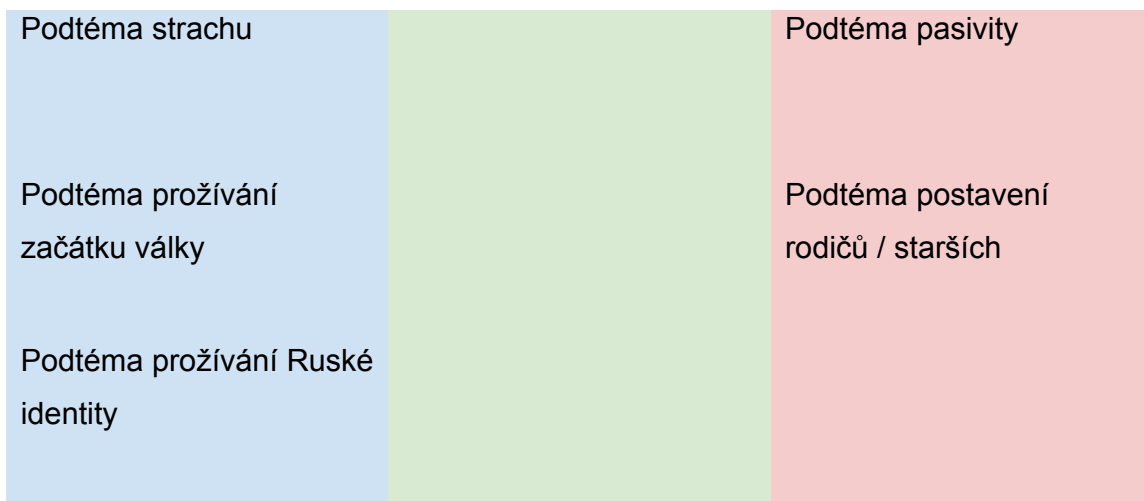 Podtéma strachu
Podtéma prožívání
začátku války
Podtéma prožívání Ruské
identity
Podtéma pasivity
Podtéma postavení
rodičů / starších